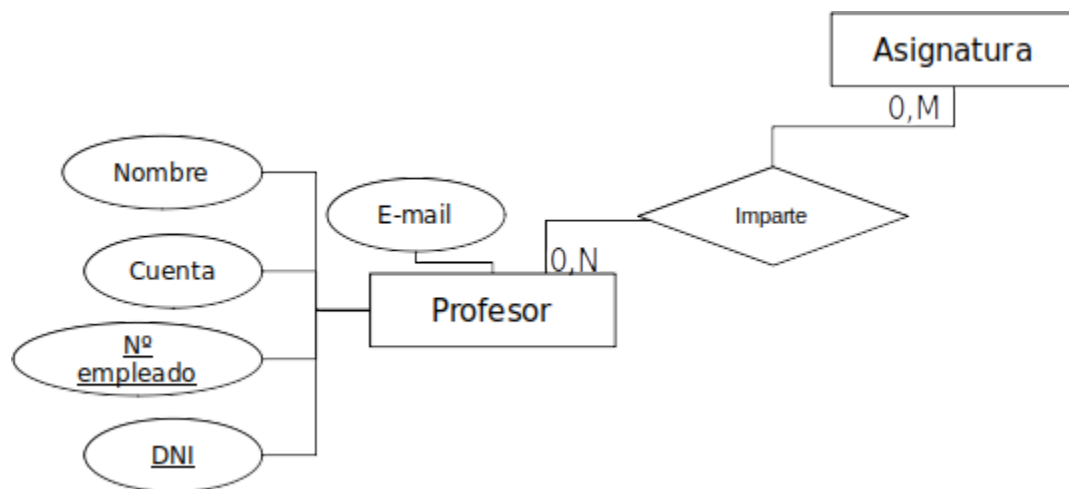 Asignatura
0,M
Nombre
E-mail
Imparte
Cuenta
0,N
Profesor
Nº
empleado
DNI